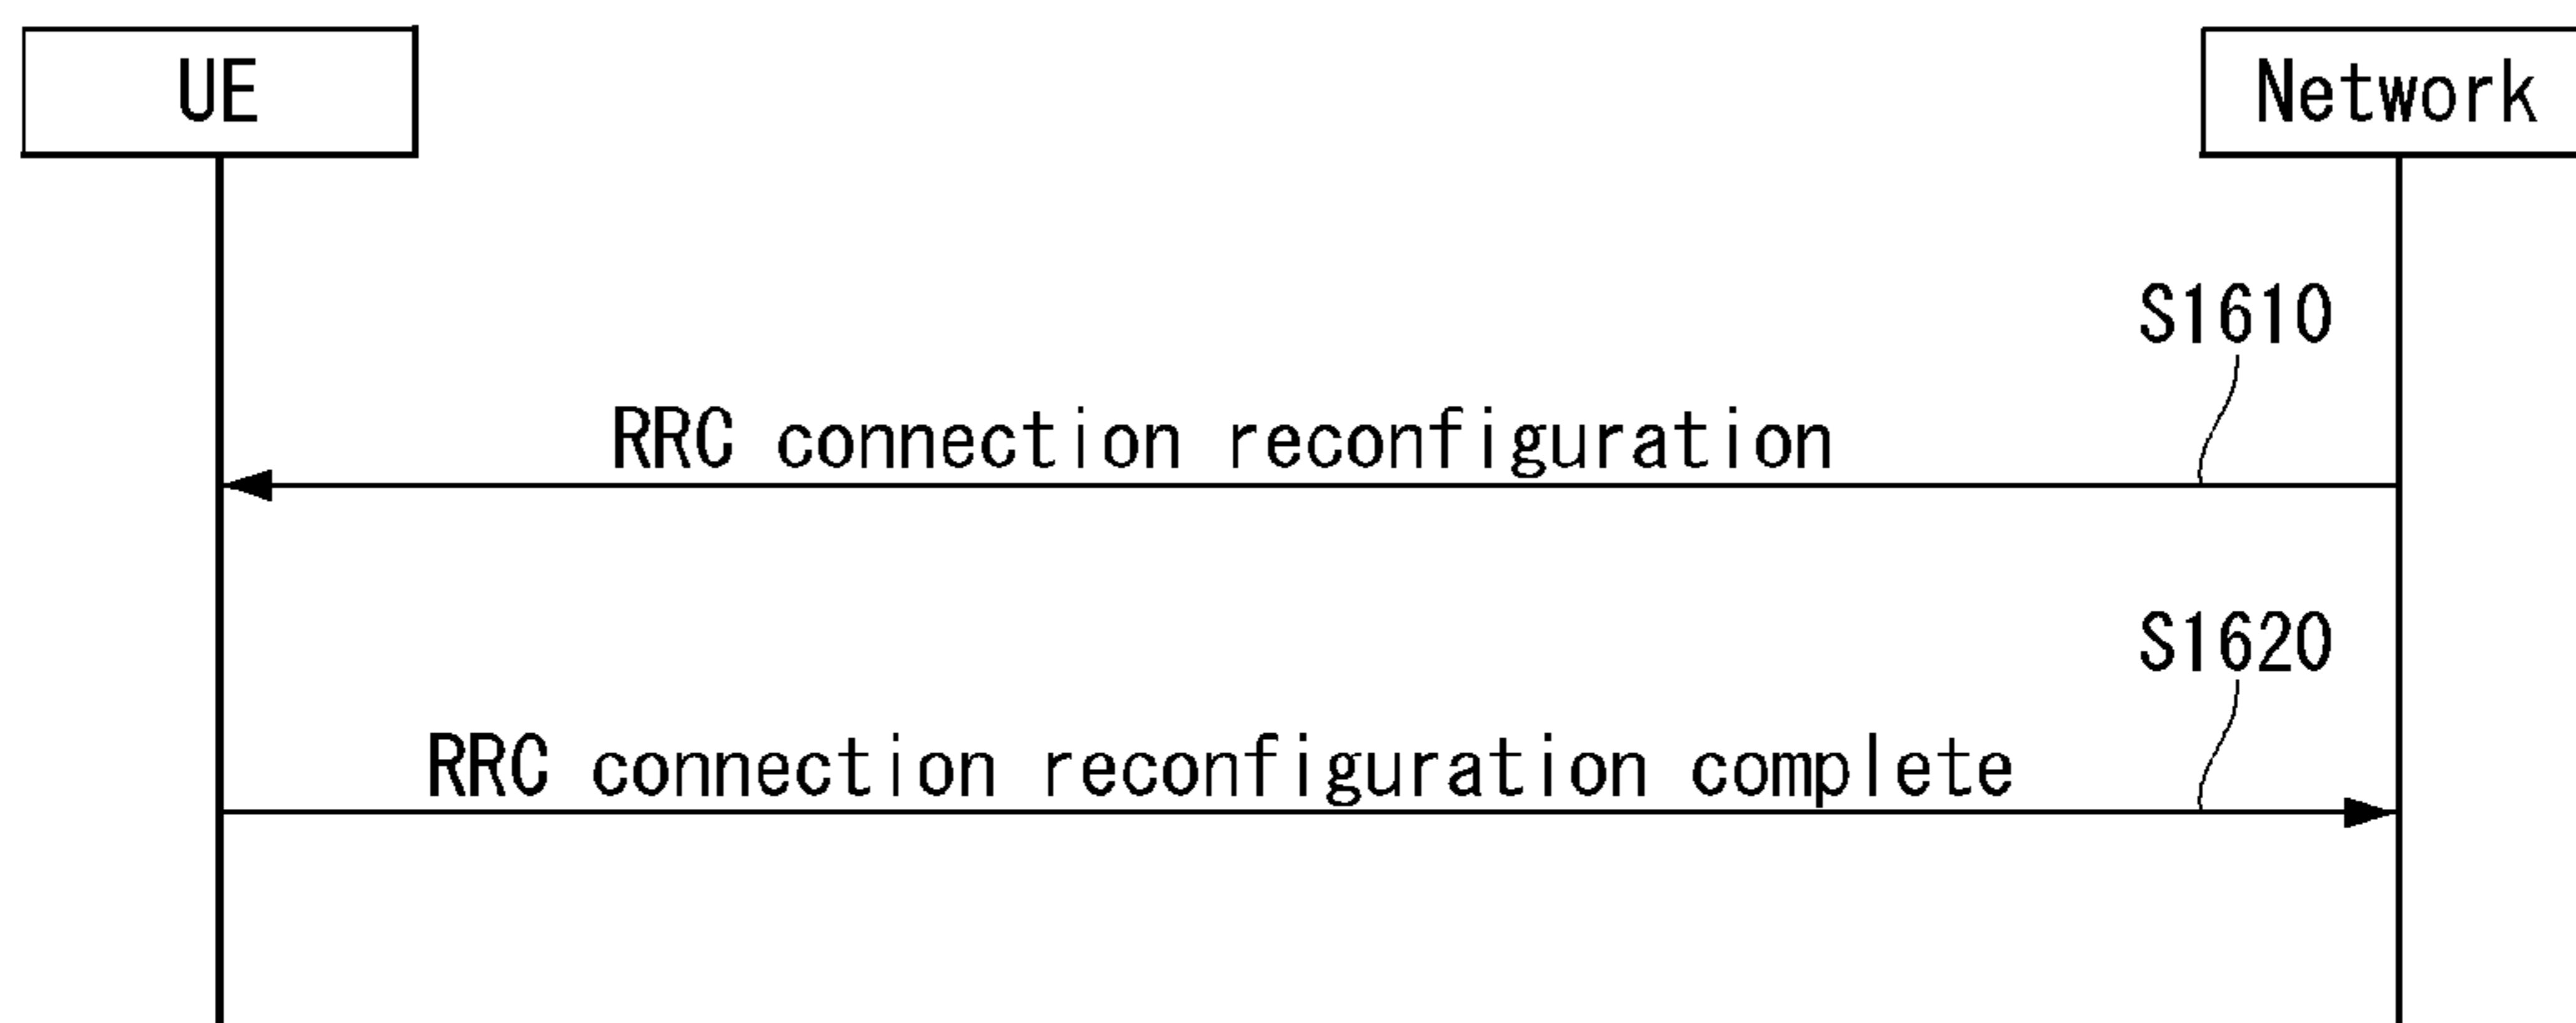 UE
Network
S1610
RRC connection reconfiguration
S1620
RRC connection reconfiguration complete